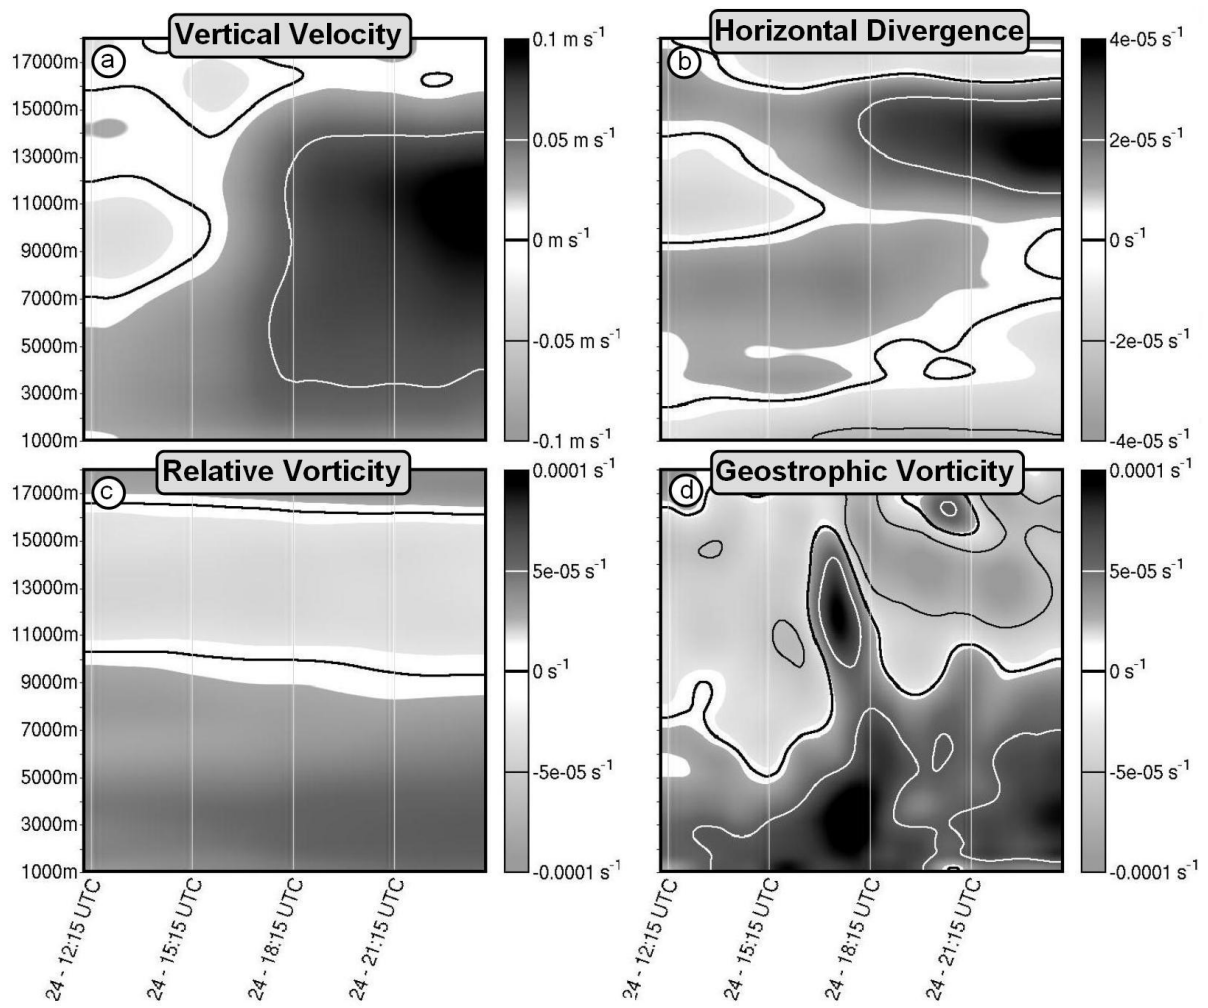 Vertical Velocity
Horizontal Divergence
a
b
17000m
15000m
13000m
11000m
9000m
7000m
5000m
3000m
1000m
0.1 m s-1
0.05 m s-1
0 m s-1
-0.05 m s-1
-0.1 m s-1
4e-05 s-1
2e-05 s-1
0 s-1
-2e-05 s-1
-4e-05 s-1
Relative Vorticity
Geostrophic Vorticity
c
d
17000m
15000m
13000m
11000m
9000m
7000m
5000m
3000m
1000m
0.0001 s-1
5e-05 s-1
0 s-1
-5e-05 s-1
-0.0001 s-1
0.0001 s-1
5e-05 s-1
0 s-1
-5e-05 s-1
-0.0001 s-1
24 - 12:15 UTC
24 - 15:15 UTC
24 - 18:15 UTC
24 - 21:15 UTC
24 - 12:15 UTC
24 - 15:15 UTC
24 - 18:15 UTC
24 - 21:15 UTC